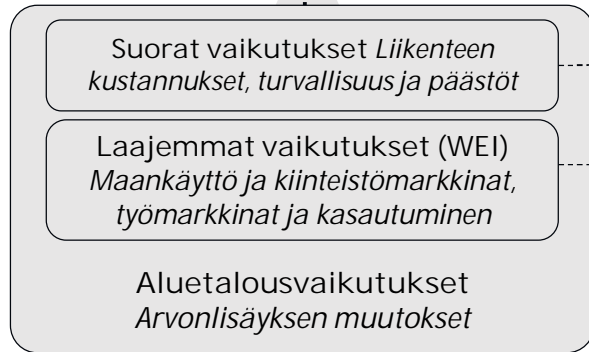 Suorat vaikutukset Liikenteen
kustannukset, turvallisuus ja päästöt
Laajemmat vaikutukset (WEI)
Maankäyttö ja kiinteistömarkkinat,
työmarkkinat ja kasautuminen
Aluetalousvaikutukset
Arvonlisäyksen muutokset